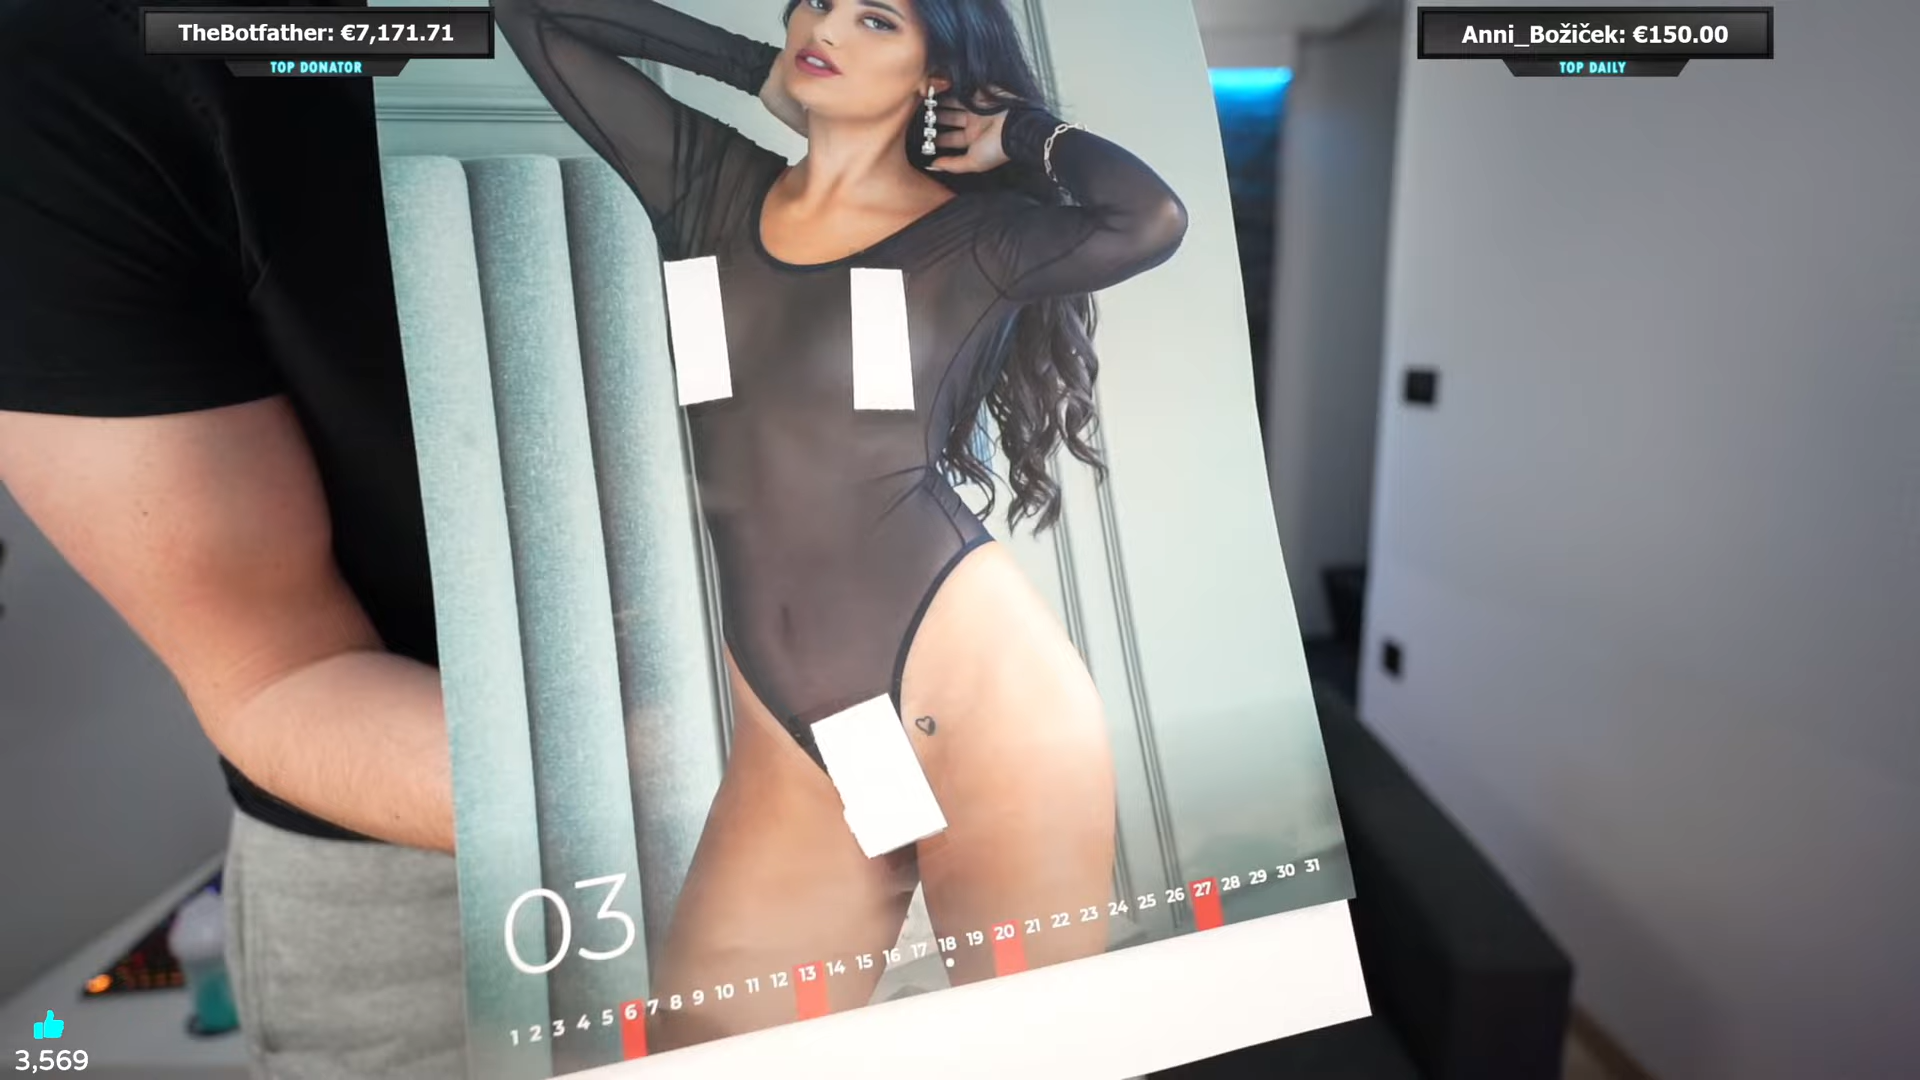 TheBotfather: €7,171.71
TOP DONATOR
Anni_Božiček: €150.00
TOP DAILY
03
1 2 3 4 5 6 7 8 9 10 11 12 13 14 15 16 17 18 19 20 21 22 23 24 25 26 27 28 29 30 31
3,569